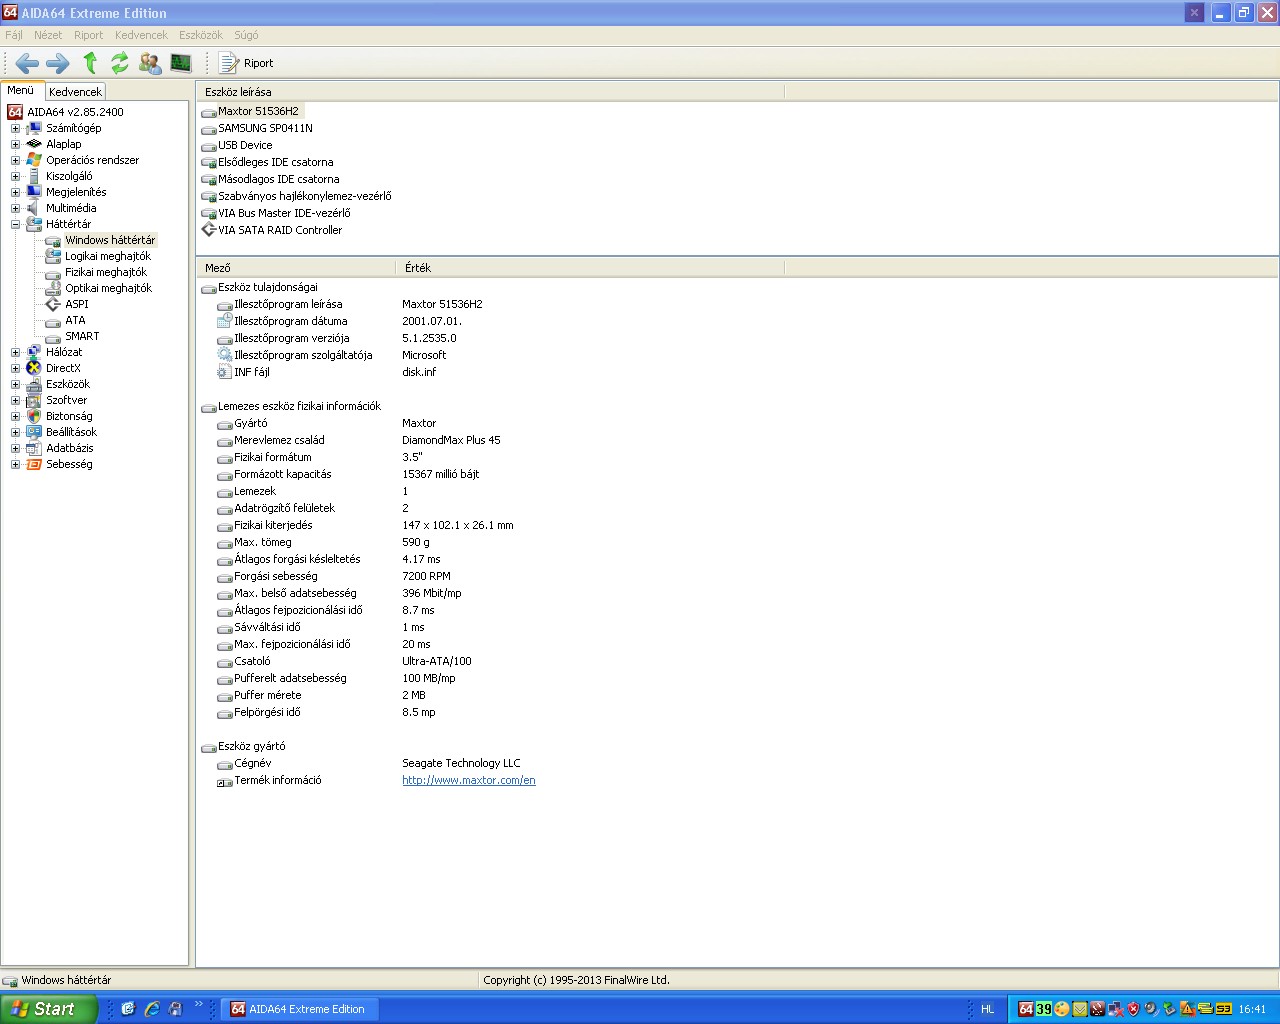 AIDA64 Extreme Edition
Fájl Nézet Riport Kedvencek Eszközök Súgó
Riport
Menü Kedvencek
AIDA64 v2.85.2400
Számítógép
Alaplap
Operációs rendszer
Kiszolgáló
Megjelenítés
Multimédia
Háttértár
Windows háttértár
Logikai meghajtók
Fizikai meghajtók
Optikai meghajtók
ASPI
ATA
SMART
Hálózat
DirectX
Eszközök
Szoftver
Biztonság
Beállítások
Adatbázis
Sebesség
Eszköz leírása
Maxtor 51536H2
SAMSUNG SP0411N
USB Device
Elsődleges IDE csatorna
Másodlagos IDE csatorna
Szabványos hajlékonylemez-vezérlő
VIA Bus Master IDE-vezérlő
VIA SATA RAID Controller
Mező Érték
Eszköz tulajdonságai
Illesztőprogram leírása Maxtor 51536H2
Illesztőprogram dátuma 2001.07.01.
Illesztőprogram verziója 5.1.2535.0
Illesztőprogram szolgáltatója Microsoft
INF fájl disk.inf
Lemezes eszköz fizikai információk
Gyártó Maxtor
Merevlemez család DiamondMax Plus 45
Fizikai formátum 3.5"
Formázott kapacitás 15367 millió bájt
Lemezek 1
Adatrögzítő felületek 2
Fizikai kiterjedés 147 x 102.1 x 26.1 mm
Max. tömeg 590 g
Átlagos forgási késleltetés 4.17 ms
Forgási sebesség 7200 RPM
Max. belső adatsebesség 396 Mbit/mp
Átlagos fejpozicionálási idő 8.7 ms
Sávváltási idő 1 ms
Max. fejpozicionálási idő 20 ms
Csatoló Ultra-ATA/100
Pufferelt adatsebesség 100 MB/mp
Puffer mérete 2 MB
Felpörgési idő 8.5 mp
Eszköz gyártó
Cégnév Seagate Technology LLC
Termék információ http://www.maxtor.com/en
Windows háttértár Copyright (c) 1995-2013 FinalWire Ltd.
Start AIDA64 Extreme Edition HU 64 39 53 16:41